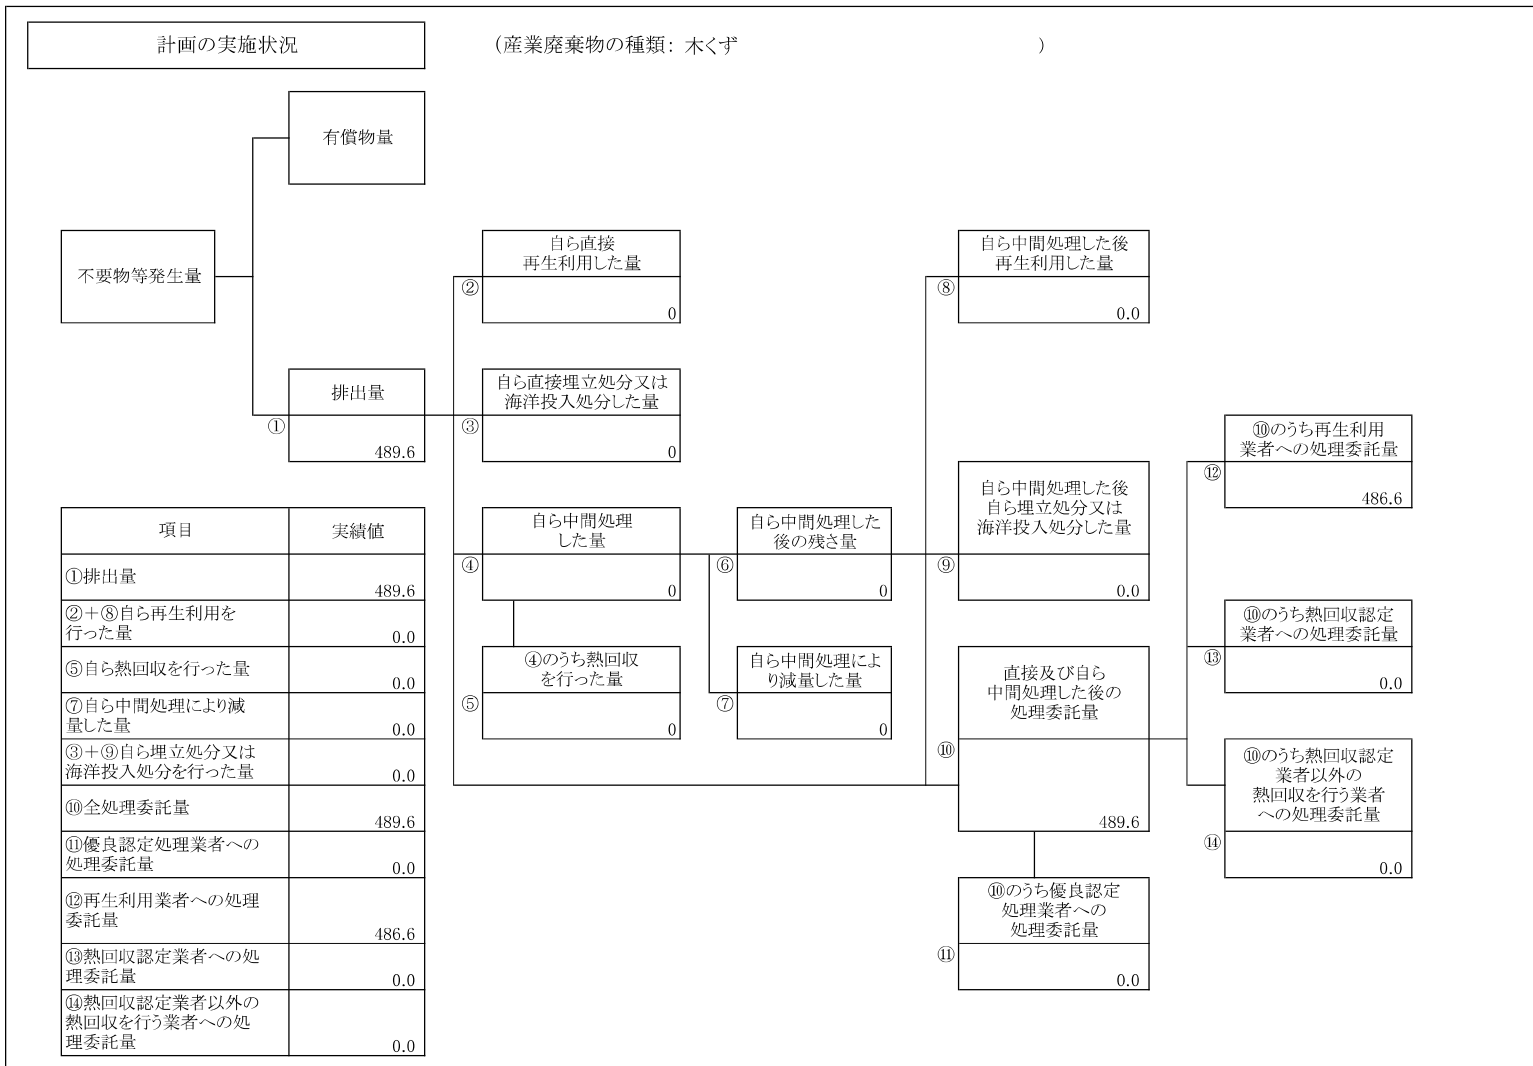 計画の実施状況
（産業廃棄物の種類： 木くず ）
有償物量
不要物等発生量
排出量
①
489.6
自ら直接
再生利用した量
②
0
自ら直接埋立処分又は
海洋投入処分した量
③
0
自ら中間処理
した量
④
0
④のうち熱回収
を行った量
⑤
0
自ら中間処理した
後の残さ量
⑥
0
自ら中間処理によ
り減量した量
⑦
0
自ら中間処理した後
再生利用した量
⑧
0.0
自ら中間処理した後
自ら埋立処分又は
海洋投入処分した量
⑨
0.0
直接及び自ら
中間処理した後の
処理委託量
⑩
489.6
⑩のうち優良認定
処理業者への
処理委託量
⑪
0.0
⑩のうち再生利用
業者への処理委託量
⑫
486.6
⑩のうち熱回収認定
業者への処理委託量
⑬
0.0
⑩のうち熱回収認定
業者以外の
熱回収を行う業者
への処理委託量
⑭
0.0
項目 実績値
①排出量
489.6
②＋⑧自ら再生利用を
行った量
0.0
⑤自ら熱回収を行った量
0.0
⑦自ら中間処理により減
量した量
0.0
③＋⑨自ら埋立処分又は
海洋投入処分を行った量
0.0
⑩全処理委託量
489.6
⑪優良認定処理業者への
処理委託量
0.0
⑫再生利用業者への処理
委託量
486.6
⑬熱回収認定業者への処
理委託量
0.0
⑭熱回収認定業者以外の
熱回収を行う業者への処
理委託量
0.0